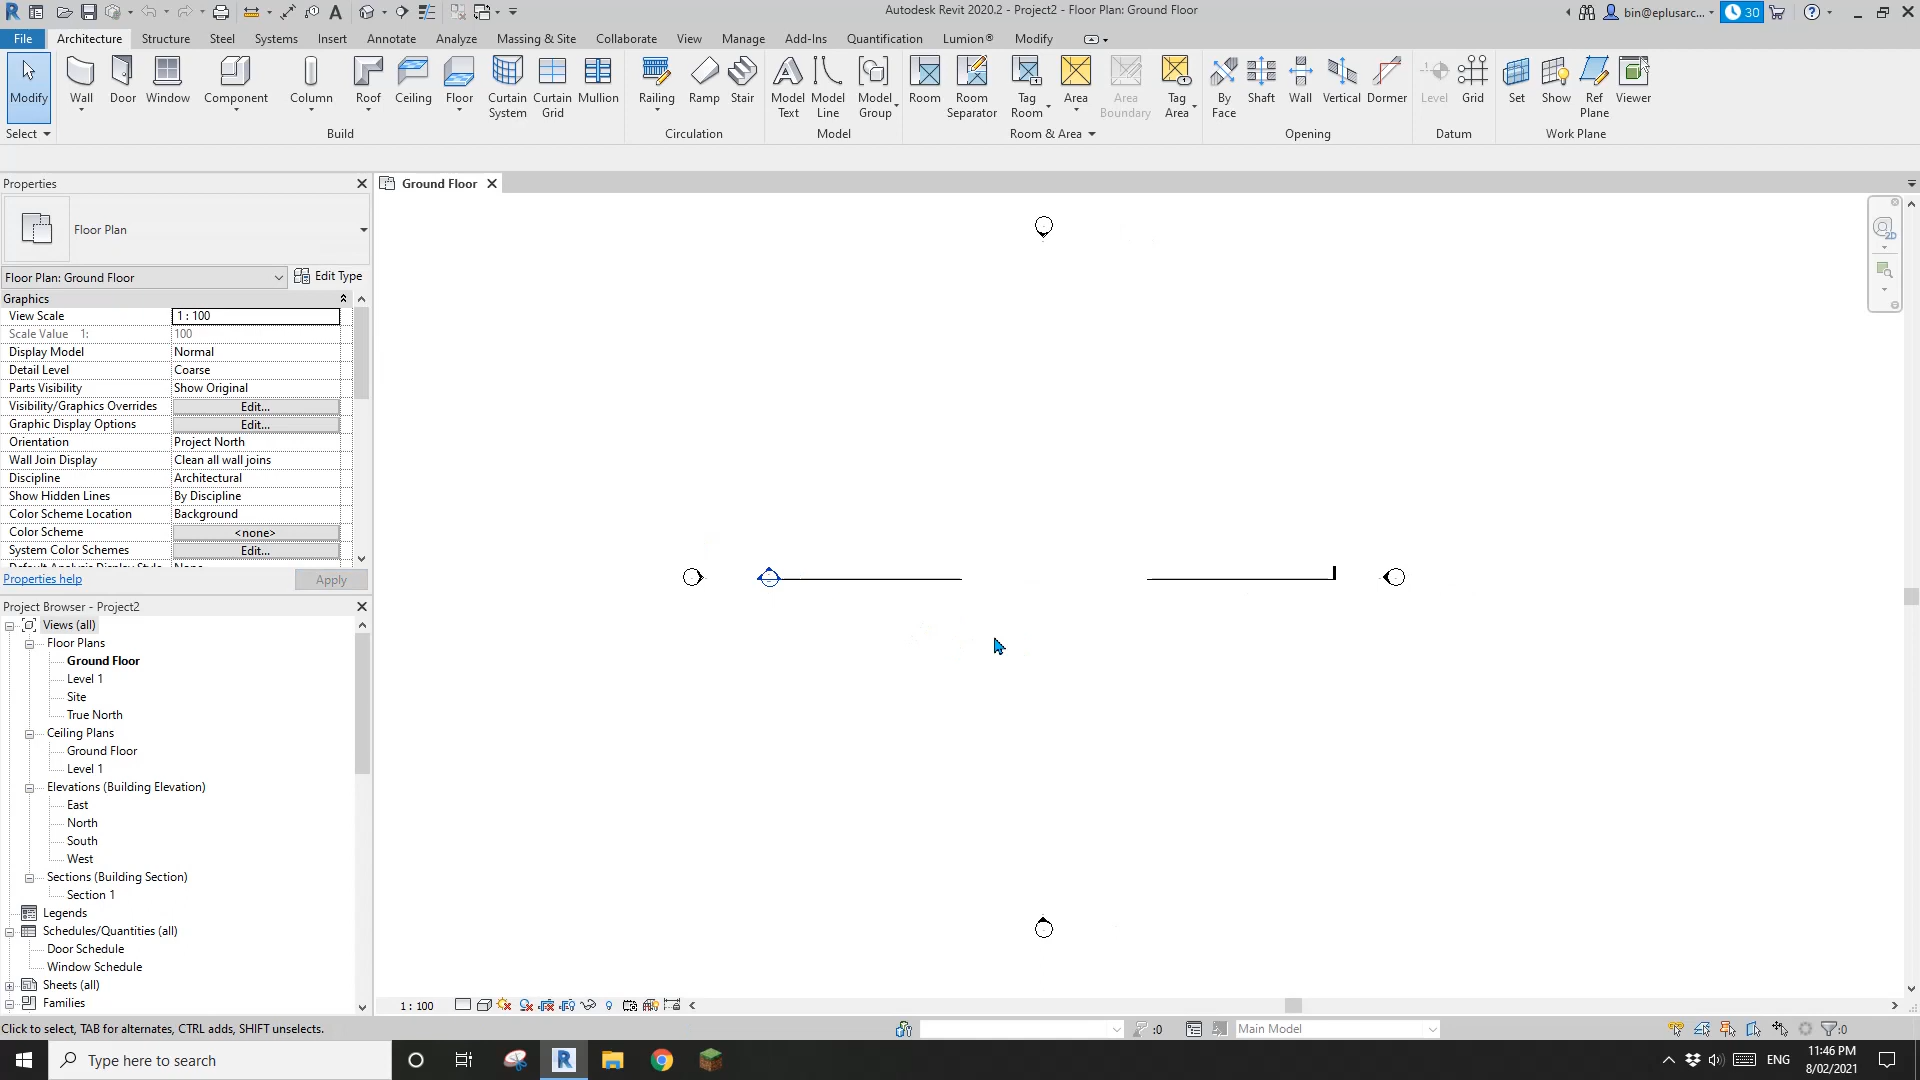 Autodesk Revit 2020.2 - Project2 - Floor Plan: Ground Floor
bin@eplusarc...
30
File Architecture Structure Steel Systems Insert Annotate Analyze Massing & Site Collaborate View Manage Add-Ins Quantification Lumion® Modify
Modify Wall Door Window Component Column Roof Ceiling Floor Curtain System Curtain Grid Mullion Railing Ramp Stair Model Text Model Line Model Group Room Room Separator Tag Room Area Area Boundary Tag Area By Face Shaft Wall Vertical Dormer Level Grid Set Show Ref Plane Viewer
Select Build Circulation Model Room & Area Opening Datum Work Plane
Properties
Ground Floor
Floor Plan
Floor Plan: Ground Floor Edit Type
Graphics
View Scale 1 : 100
Scale Value 1: 100
Display Model Normal
Detail Level Coarse
Parts Visibility Show Original
Visibility/Graphics Overrides Edit...
Graphic Display Options Edit...
Orientation Project North
Wall Join Display Clean all wall joins
Discipline Architectural
Show Hidden Lines By Discipline
Color Scheme Location Background
Color Scheme <none>
System Color Schemes Edit...
Properties help Apply
Project Browser - Project2
Views (all)
Floor Plans
Ground Floor
Level 1
Site
True North
Ceiling Plans
Ground Floor
Level 1
Elevations (Building Elevation)
East
North
South
West
Sections (Building Section)
Section 1
Legends
Schedules/Quantities (all)
Door Schedule
Window Schedule
Sheets (all)
Families
1 : 100
Click to select, TAB for alternates, CTRL adds, SHIFT unselects.
:0
Main Model
:0
Type here to search
ENG
11:46 PM
8/02/2021